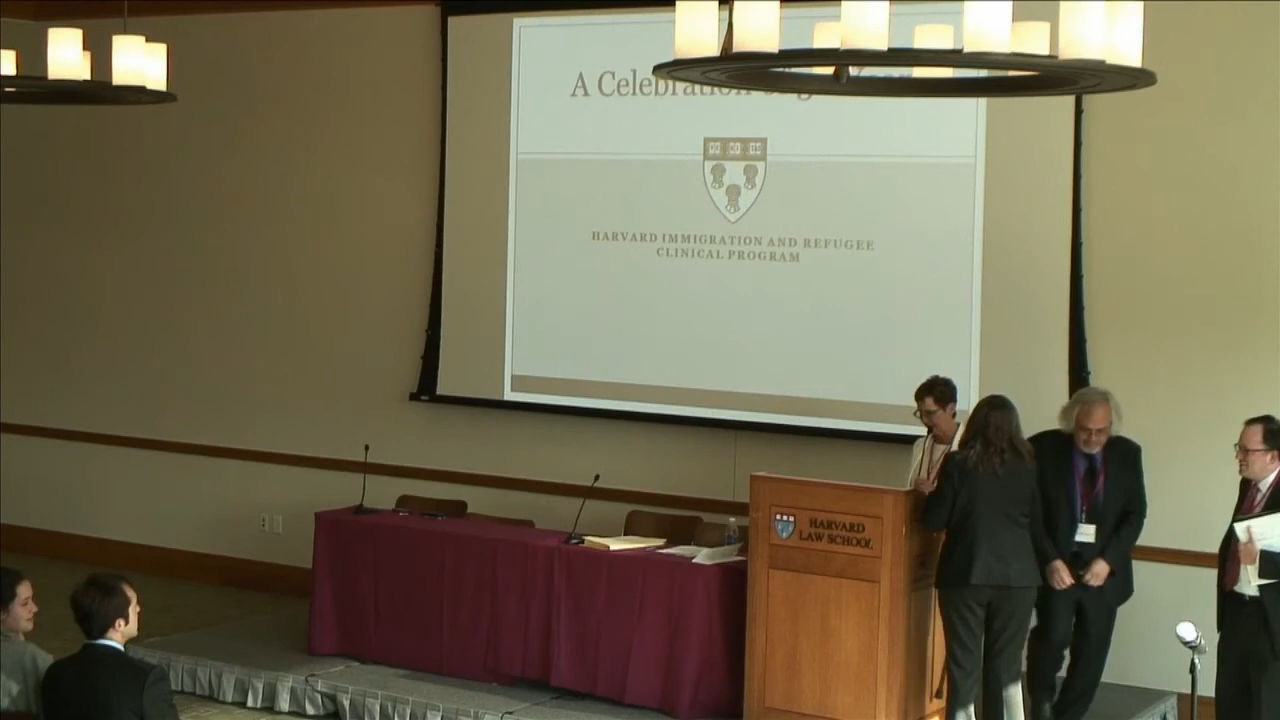 A Celebration
HARVARD IMMIGRATION AND REFUGEE
CLINICAL PROGRAM
HARVARD
LAW SCHOOL